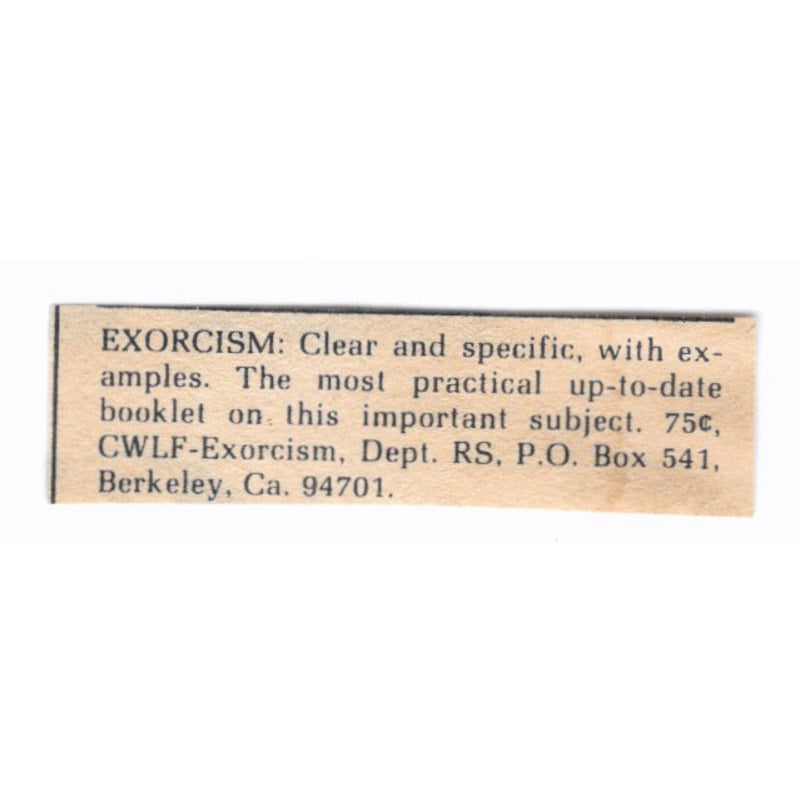 EXORCISM: Clear and specific, with ex-
amples. The most practical up-to-date
booklet on this important subject. 75¢,
CWLF-Exorcism, Dept. RS, P.O. Box 541,
Berkeley, Ca. 94701.